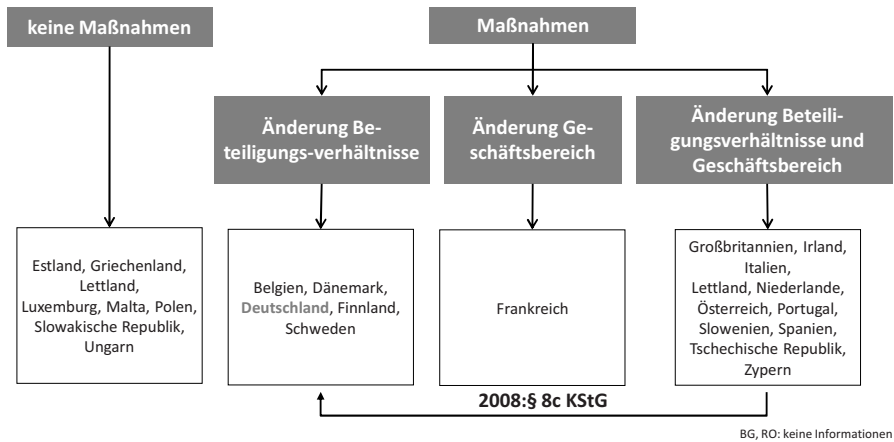 keine Maßnahmen
Maßnahmen
Änderung Be-
teiligungs-verhältnisse
Änderung Ge-
schäftsbereich
Änderung Beteili-
gungsverhältnisse und
Geschäftsbereich
Estland, Griechenland,
Lettland,
Luxemburg, Malta, Polen,
Slowakische Republik,
Ungarn
Belgien, Dänemark,
Deutschland, Finnland,
Schweden
Frankreich
Großbritannien, Irland,
Italien,
Lettland, Niederlande,
Österreich, Portugal,
Slowenien, Spanien,
Tschechische Republik,
Zypern
2008:§ 8c KStG
BG, RO: keine Informationen